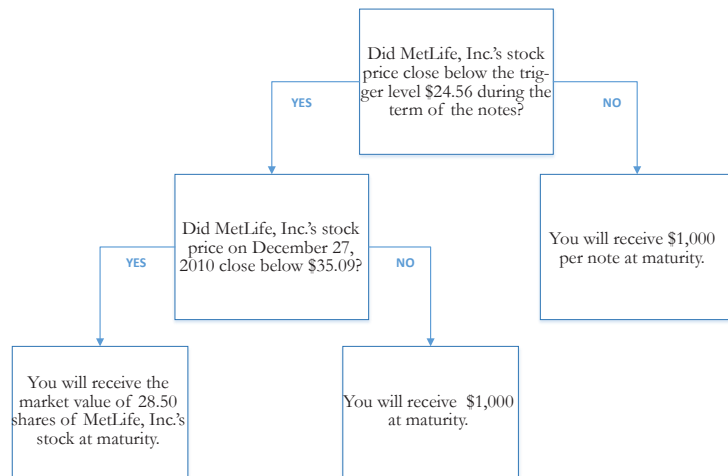 Did MetLife, Inc.'s stock
price close below the trig-
ger level $24.56 during the
term of the notes?
YES
NO
Did MetLife, Inc.'s stock
price on December 27,
2010 close below $35.09?
You will receive $1,000
per note at maturity.
YES
NO
You will receive the
market value of 28.50
shares of MetLife, Inc.'s
stock at maturity.
You will receive $1,000
at maturity.